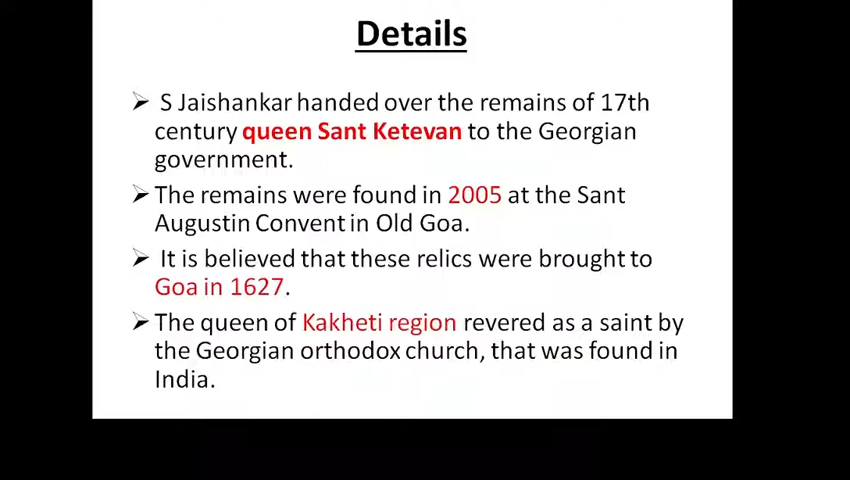 Details
➢ S Jaishankar handed over the remains of 17th
century queen Sant Ketevan to the Georgian
government.
➢ The remains were found in 2005 at the Sant
Augustin Convent in Old Goa.
➢ It is believed that these relics were brought to
Goa in 1627.
➢ The queen of Kakheti region revered as a saint by
the Georgian orthodox church, that was found in
India.